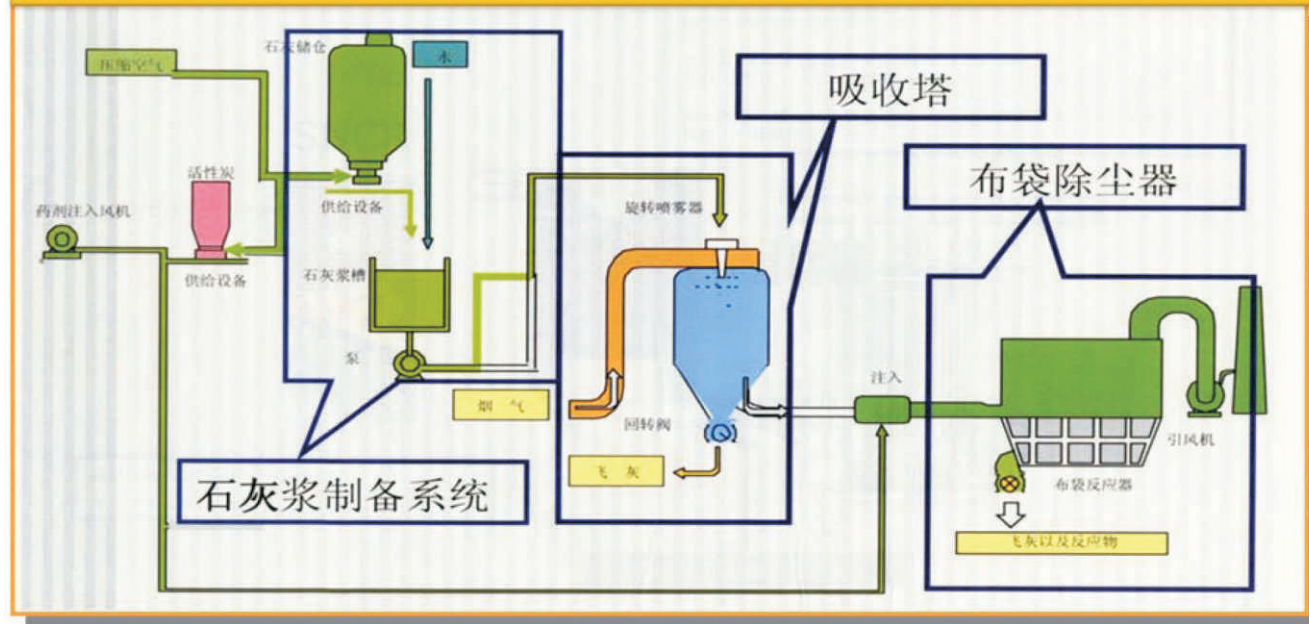 石灰储仓
水
压缩空气
吸收塔
布袋除尘器
活性炭
供给设备
药剂注入风机
旋转喷雾器
供给设备
石灰浆槽
泵
烟 气
注入
回转阀
引风机
飞 灰
石灰浆制备系统
布袋反应器
飞灰以及反应物